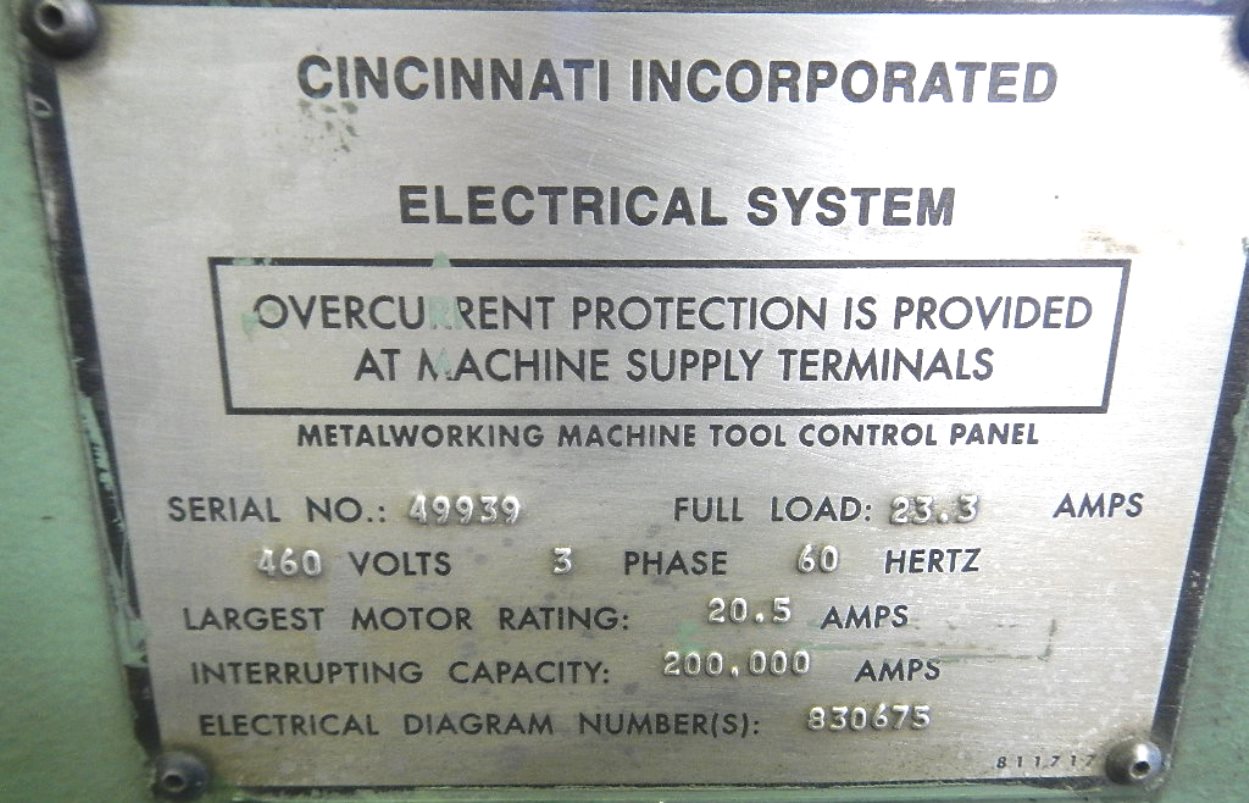 CINCINNATI INCORPORATED
ELECTRICAL SYSTEM
OVERCURRENT PROTECTION IS PROVIDED
AT MACHINE SUPPLY TERMINALS
METALWORKING MACHINE TOOL CONTROL PANEL
SERIAL NO.: 49939 FULL LOAD: 23.3 AMPS
460 VOLTS 3 PHASE 60 HERTZ
LARGEST MOTOR RATING: 20.5 AMPS
INTERRUPTING CAPACITY: 200,000 AMPS
ELECTRICAL DIAGRAM NUMBER(S): 830675
811717